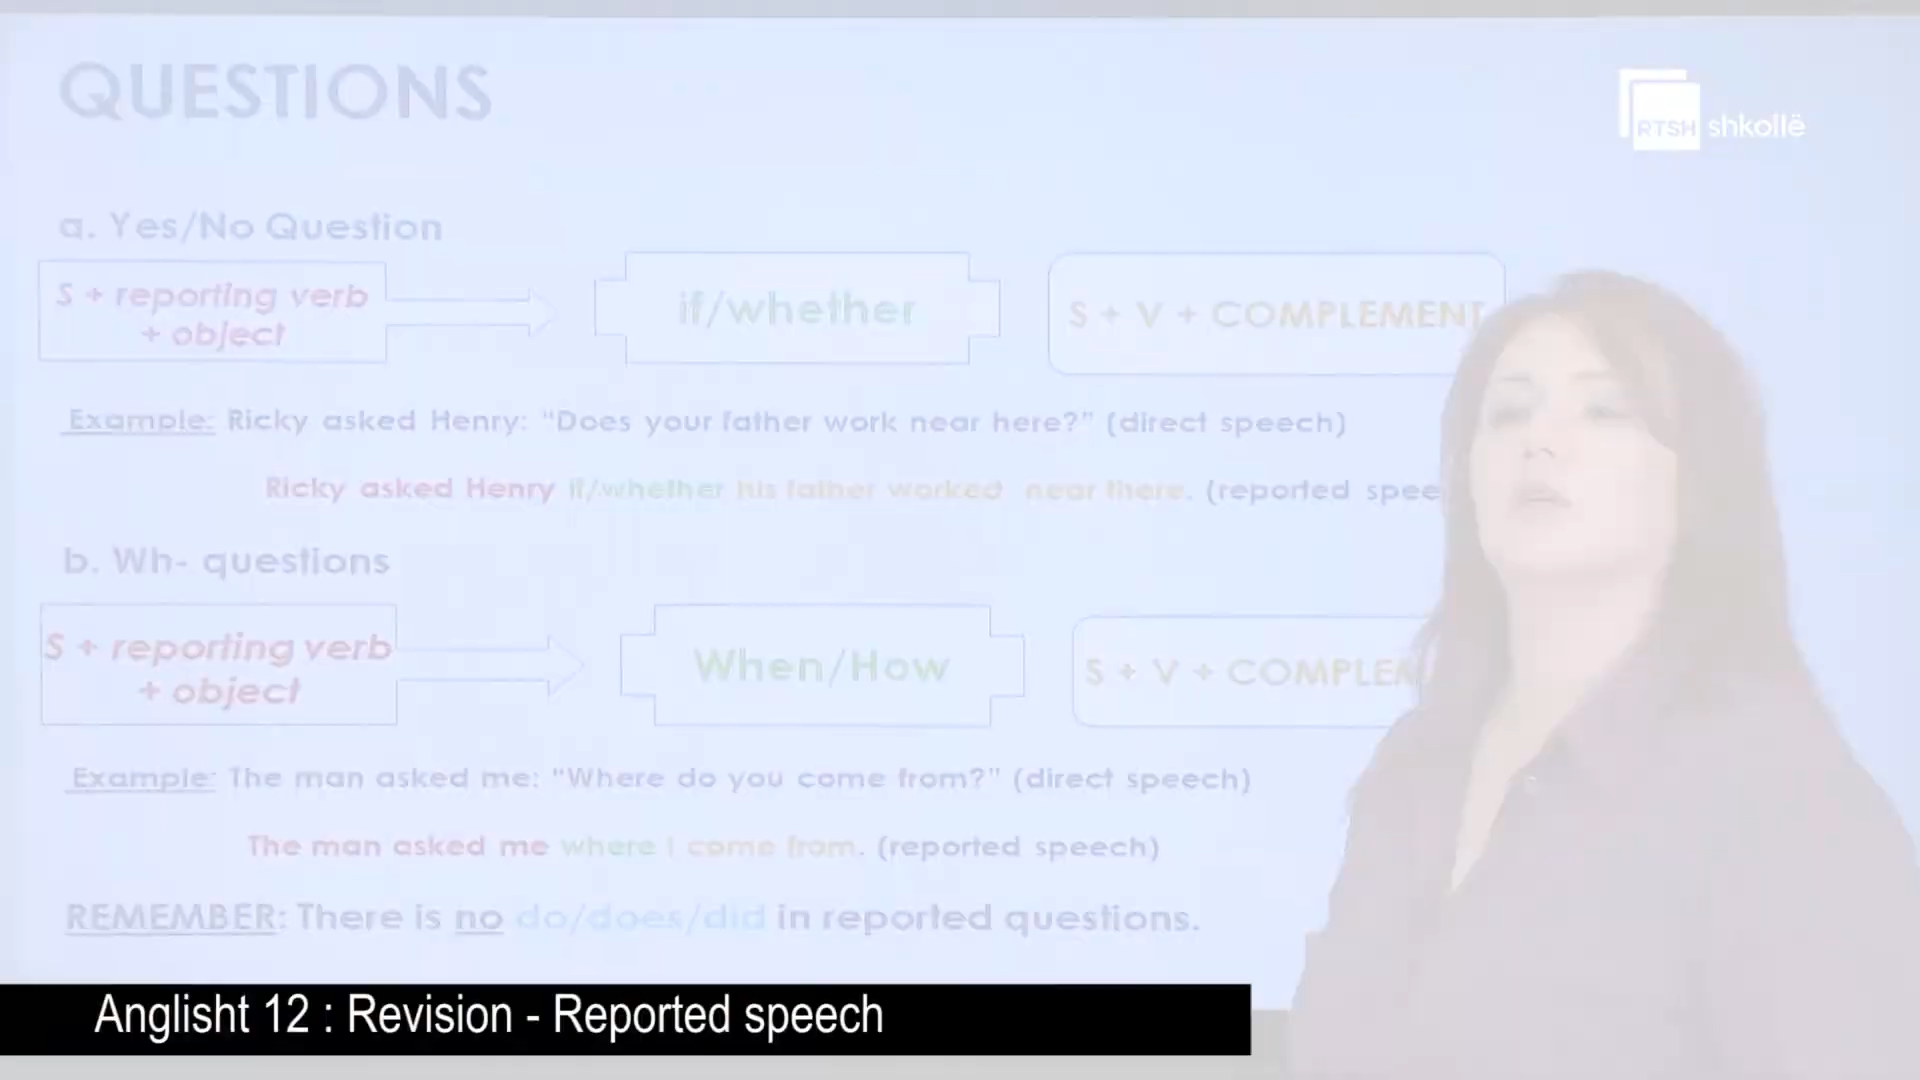 QUESTIONS
RTSH shkollë
a. Yes/No Question
S + reporting verb
+ object
if/whether
S + V + COMPLEMENT
Example: Ricky asked Henry: “Does your father work near here?” (direct speech)
Ricky asked Henry if/whether his father worked near there. (reported spee
b. Wh- questions
S + reporting verb
+ object
When/How
S + V + COMPLEM
Example: The man asked me: “Where do you come from?” (direct speech)
The man asked me where I come from. (reported speech)
REMEMBER: There is no do/does/did in reported questions.
Anglisht 12 : Revision - Reported speech